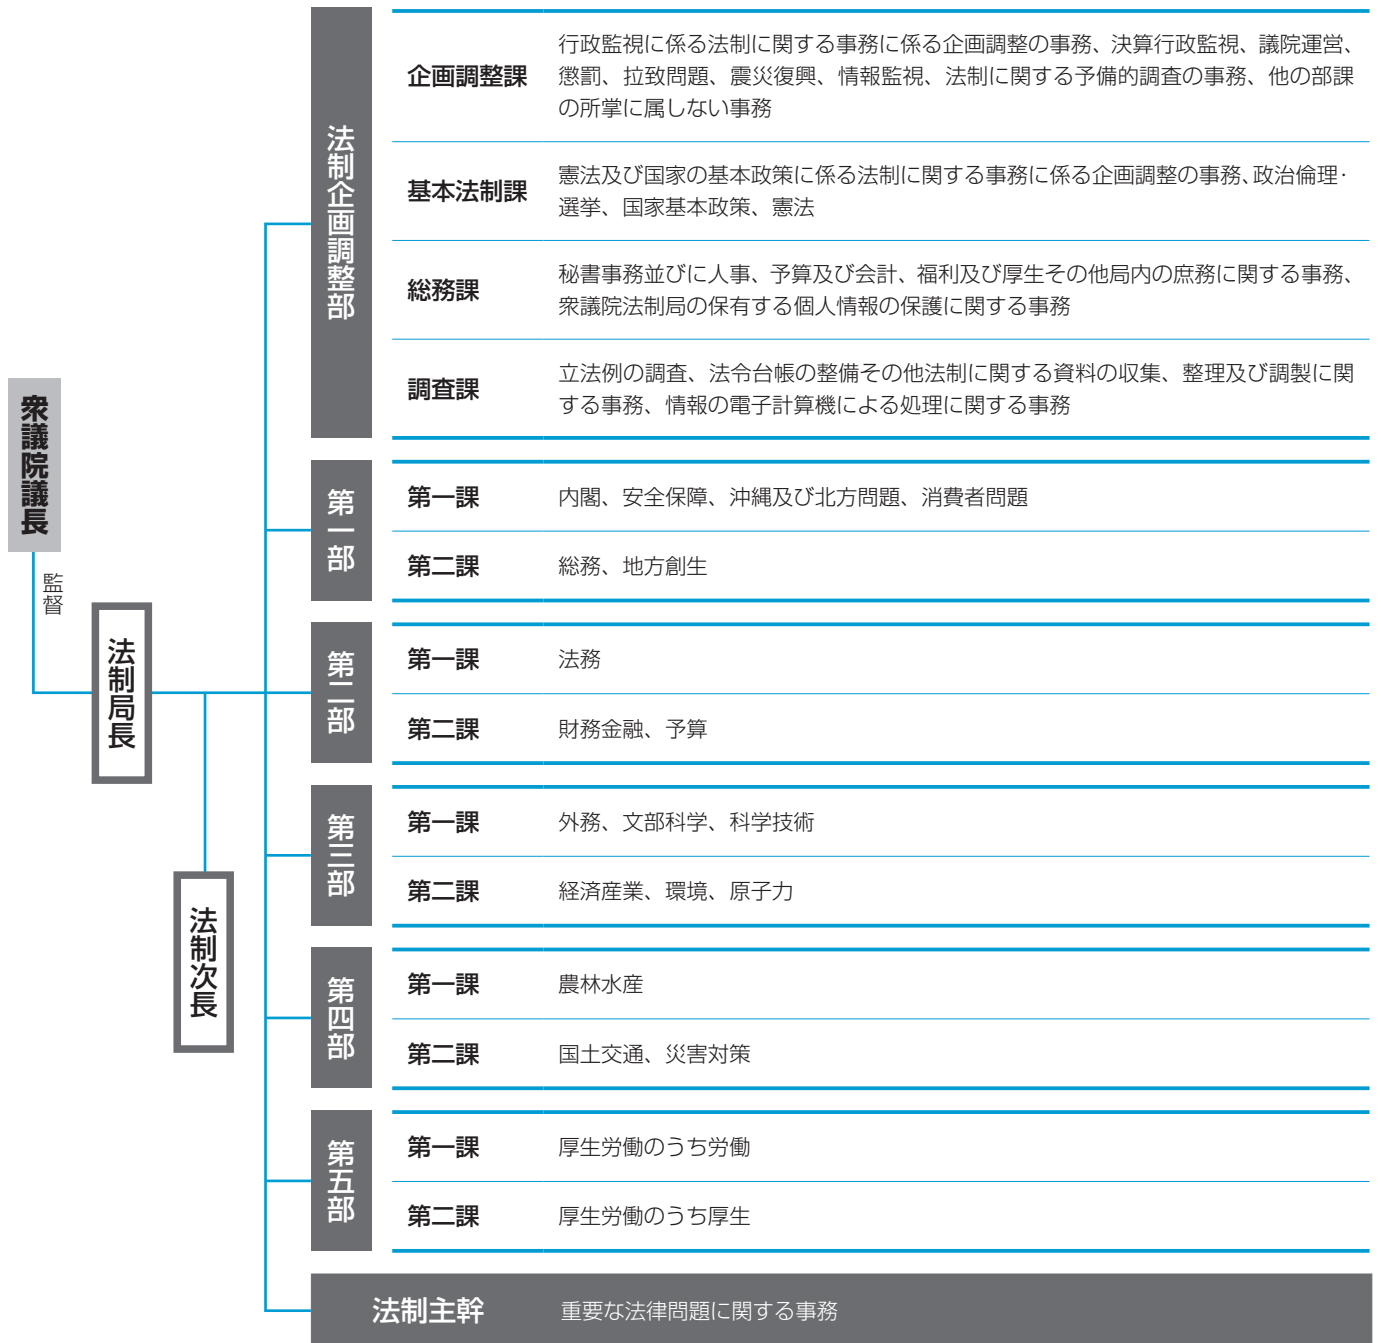 衆議院議長
監督
法制局長
法制次長
法制企画調整部
企画調整課
行政監視に係る法制に関する事務に係る企画調整の事務、決算行政監視、議院運営、
懲罰、拉致問題、震災復興、情報監視、法制に関する予備的調査の事務、他の部課
の所掌に属しない事務
基本法制課
憲法及び国家の基本政策に係る法制に関する事務に係る企画調整の事務、政治倫理・
選挙、国家基本政策、憲法
総務課
秘書事務並びに人事、予算及び会計、福利及び厚生その他局内の庶務に関する事務、
衆議院法制局の保有する個人情報の保護に関する事務
調査課
立法例の調査、法令台帳の整備その他法制に関する資料の収集、整理及び調製に関
する事務、情報の電子計算機による処理に関する事務
第一部
第一課
内閣、安全保障、沖縄及び北方問題、消費者問題
第二課
総務、地方創生
第二部
第一課
法務
第二課
財務金融、予算
第三部
第一課
外務、文部科学、科学技術
第二課
経済産業、環境、原子力
第四部
第一課
農林水産
第二課
国土交通、災害対策
第五部
第一課
厚生労働のうち労働
第二課
厚生労働のうち厚生
法制主幹
重要な法律問題に関する事務